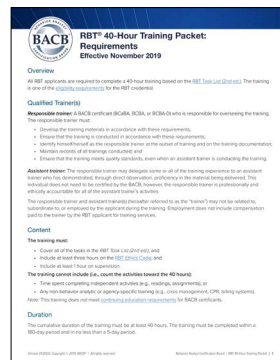 BACB
RBT® 40-Hour Training Packet:
Requirements
Effective November 2019
Overview
All RBT applicants are required to complete a 40-hour training based on the RBT Task List (2nd ed.). The training
is one of the eligibility requirements for the RBT credential.
Qualified Trainer(s)
Responsible trainer: A BACB certificant (BCaBA, BCBA, or BCBA-D) who is responsible for overseeing the training.
The responsible trainer must:
• Develop the training materials in accordance with these requirements;
• Ensure that the training is conducted in accordance with these requirements;
• Identify himself/herself as the responsible trainer at the outset of training and on the training documentation;
• Maintain records of all trainings conducted; and
• Ensure that the training meets quality standards, even when an assistant trainer is conducting the training.
Assistant trainer: The responsible trainer may delegate some or all of the training experience to an assistant
trainer who has demonstrated, through direct observation, proficiency in the material being delivered. This
individual does not need to be certified by the BACB; however, the responsible trainer is professionally and
ethically accountable for all of the assistant trainer's activities.
The responsible trainer and assistant trainer(s) (hereafter referred to as the "trainer") may not be related to,
subordinate to, or employed by the applicant during the training. Employment does not include compensation
paid to the trainer by the RBT applicant for training services.
Content
The training must:
• Cover all of the tasks in the RBT Task List (2nd ed.); and
• Include at least three hours on the RBT Ethics Code; and
• Include at least 1 hour on supervision
The training cannot include (i.e., count the activities toward the 40 hours):
• Time spent completing independent activities (e.g., readings, assignments); or
• Any non-behavior analytic or agency-specific training (e.g., crisis management, CPR, billing systems).
Note: This training does not meet continuing education requirements for BACB certificants.
Duration
The cumulative duration of the training must be at least 40 hours. The training must be completed within a
180-day period and in no less than a 5-day period.